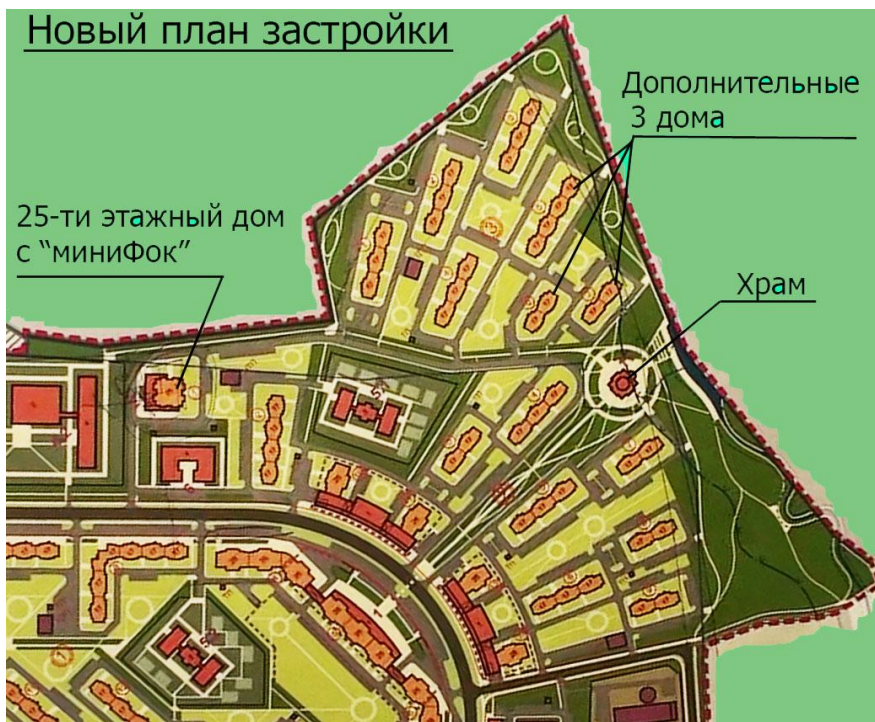 Новый план застройки
Дополнительные
3 дома
25-ти этажный дом
с “миниФок”
Храм